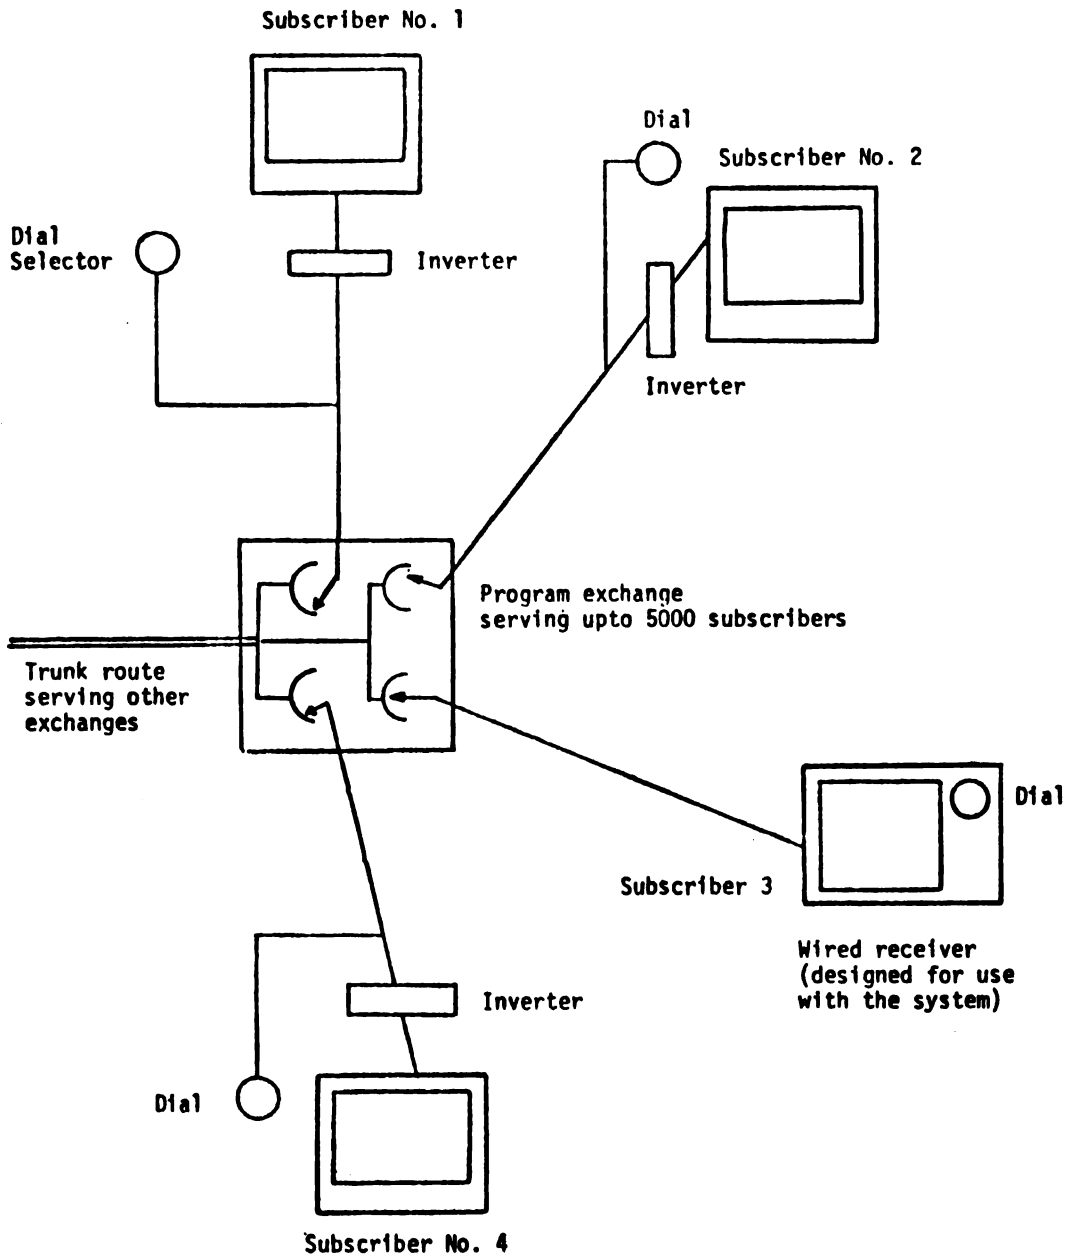 Subscriber No. 1
Dial
Subscriber No. 2
Dial
Selector
Inverter
Inverter
Program exchange
serving upto 5000 subscribers
Trunk route
serving other
exchanges
Dial
Subscriber 3
Wired receiver
(designed for use
with the system)
Inverter
Dial
Subscriber No. 4